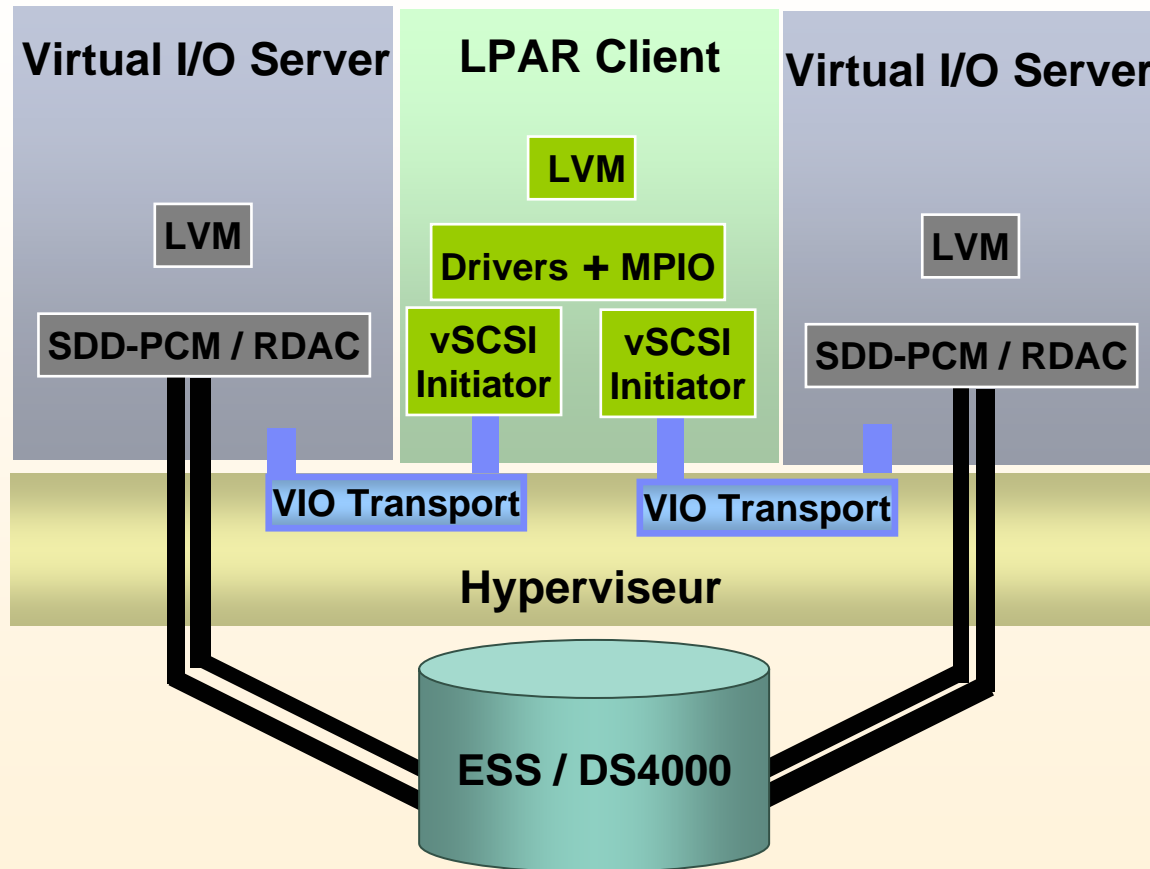 Virtual I/O Server
LPAR Client
Virtual I/O Server
LVM
LVM
LVM
Drivers + MPIO
SDD-PCM / RDAC
vSCSI
Initiator
vSCSI
Initiator
SDD-PCM / RDAC
VIO Transport
VIO Transport
Hyperviseur
ESS / DS4000